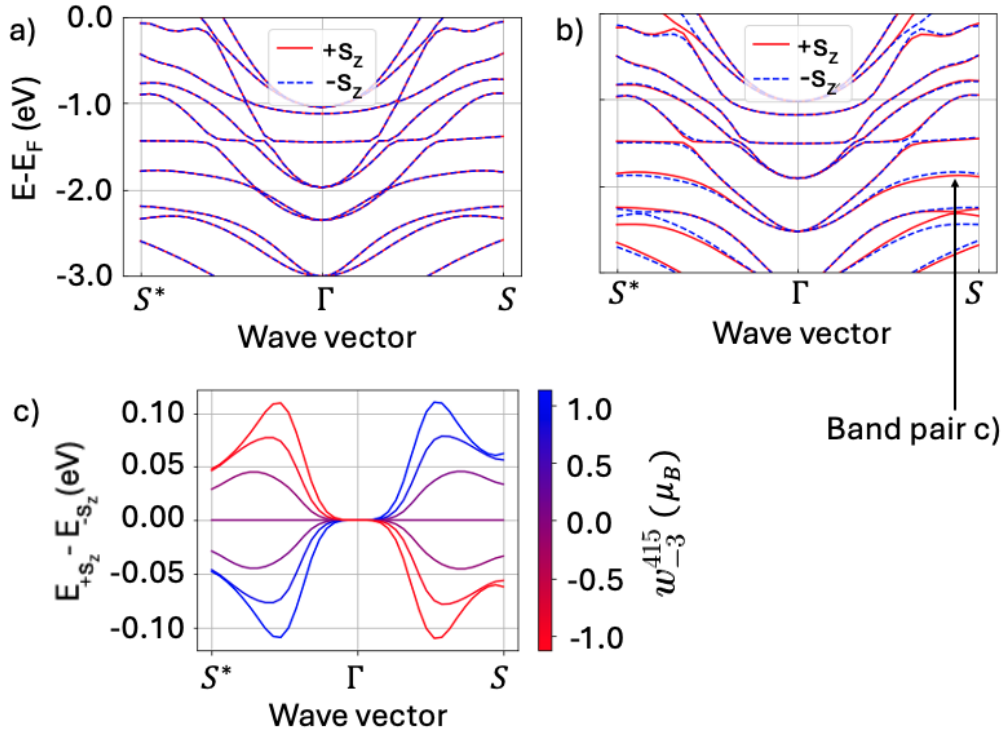 a)
E-E_F (eV)
0.0
-1.0
-2.0
-3.0
+S_z
-S_z
S* Γ S
Wave vector
b)
+S_z
-S_z
S* Γ S
Wave vector
Band pair c)
c)
E_{+S_z} - E_{-S_z}(eV)
0.10
0.05
0.00
-0.05
-0.10
S* Γ S
Wave vector
1.0
0.5
0.0
-0.5
-1.0
w_{-3}^{415} (μ_B)